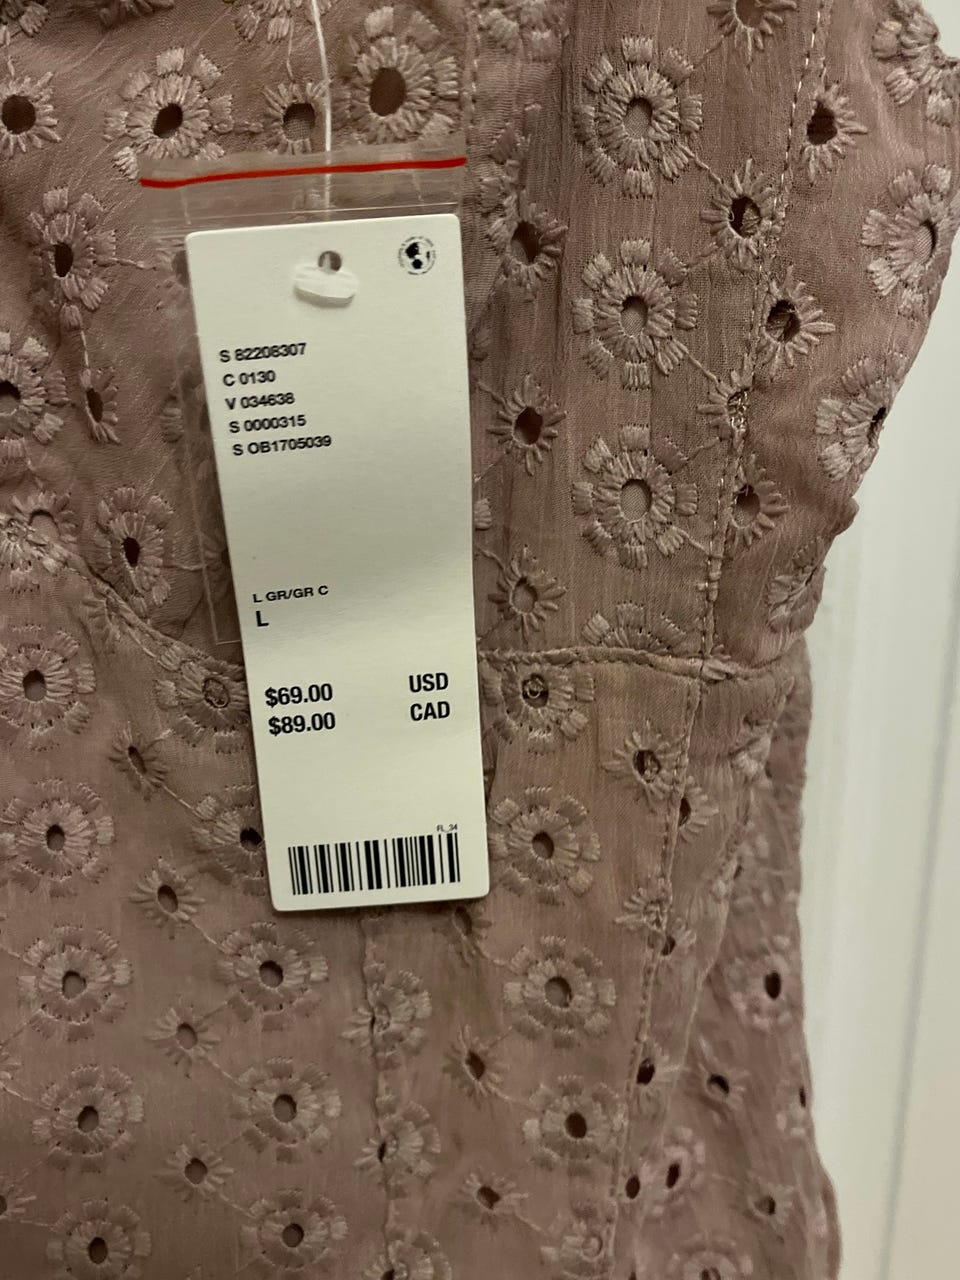 S 82208307
C 0130
V 034638
S 0000315
S OB1705039
L GR/GR C
L
$69.00 USD
$89.00 CAD
FL_34